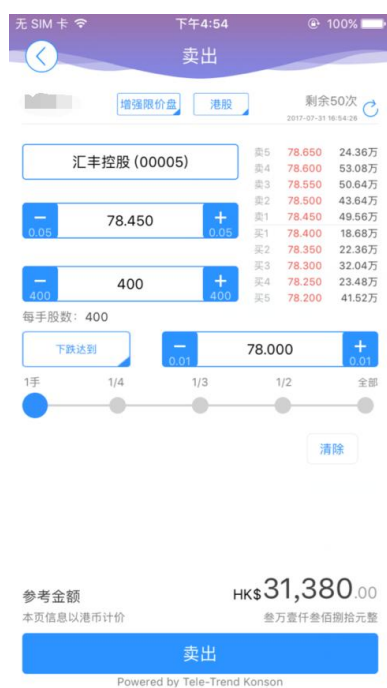 无 SIM 卡 下午4:54 100%
卖出
增强限价盘 港股 剩余50次
2017-07-31 16:54:26
汇丰控股 (00005)
卖5 78.650 24.36万
卖4 78.600 53.08万
卖3 78.550 50.64万
卖2 78.500 43.64万
卖1 78.450 49.56万
买1 78.400 18.68万
买2 78.350 22.36万
买3 78.300 32.04万
买4 78.250 23.48万
买5 78.200 41.52万
− 78.450 +
0.05 0.05
− 400 +
400 400
每手股数: 400
下跌达到 − 78.000 +
0.01 0.01
1手 1/4 1/3 1/2 全部
清除
参考金额 HK$31,380.00
本页信息以港币计价 叁万壹仟叁佰捌拾元整
卖出
Powered by Tele-Trend Konson